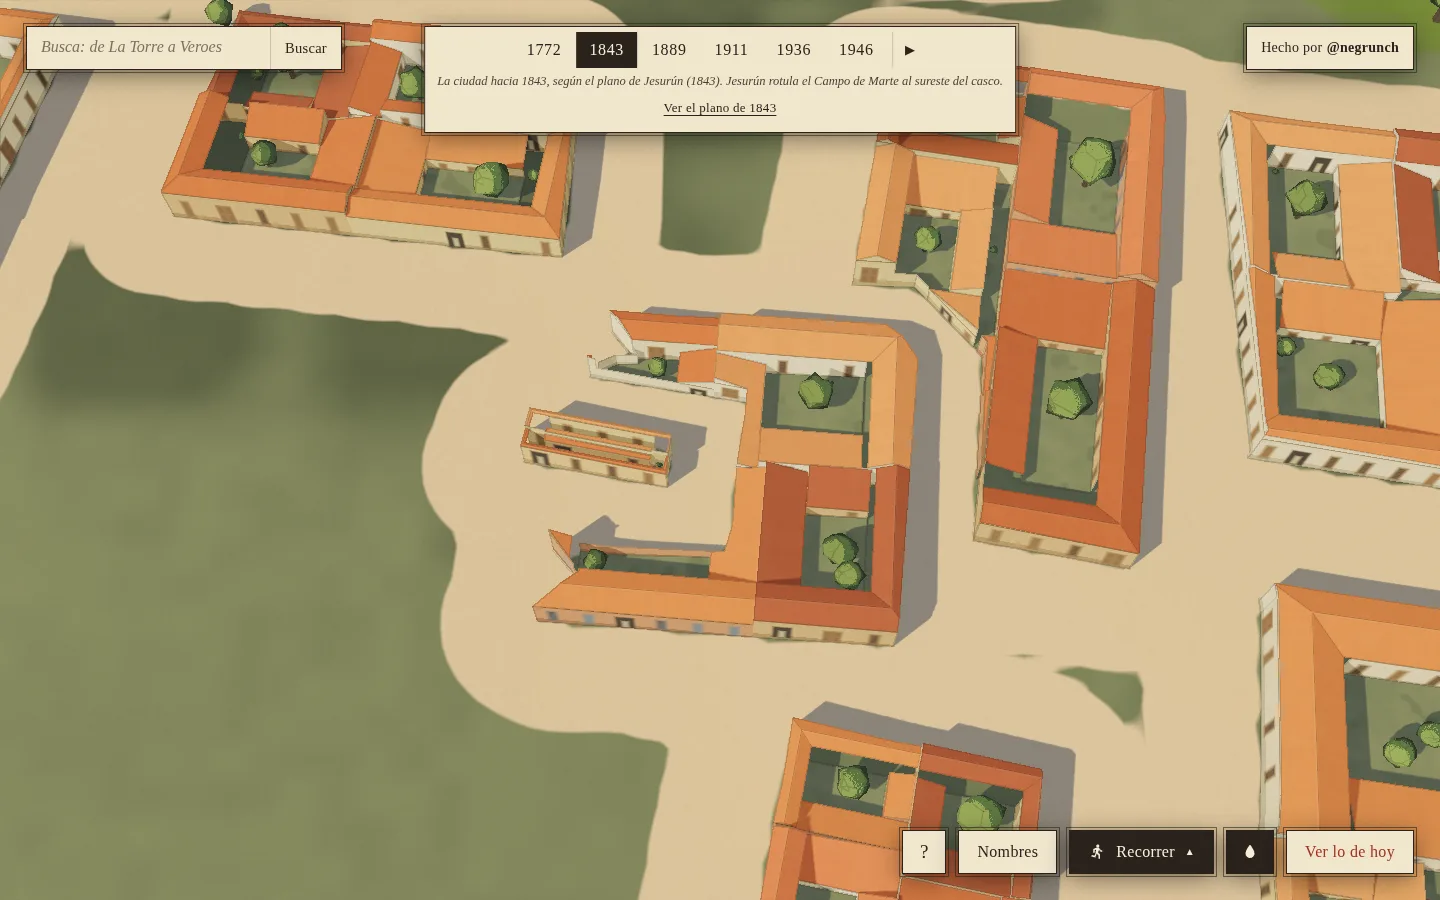 Busca: de La Torre a Veroes
Buscar
1772 1843 1889 1911 1936 1946
La ciudad hacia 1843, según el plano de Jesurún (1843). Jesurún rotula el Campo de Marte al sureste del casco.
Ver el plano de 1843
Hecho por @negrunch
?
Nombres
Recorrer
Ver lo de hoy